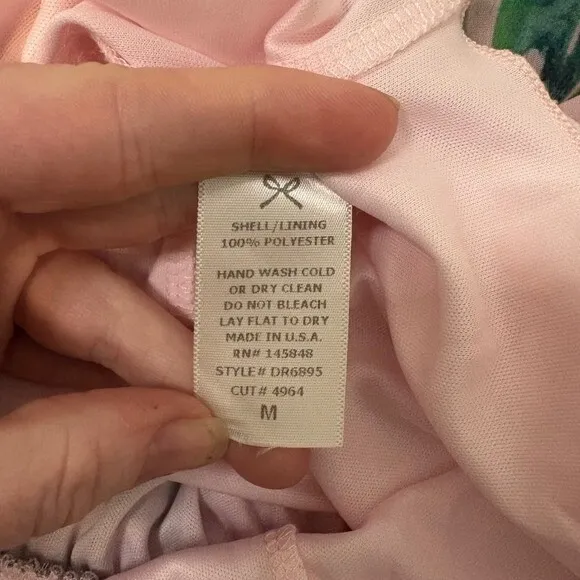 SHELL/LINING
100% POLYESTER
HAND WASH COLD
OR DRY CLEAN
DO NOT BLEACH
LAY FLAT TO DRY
MADE IN U.S.A.
RN# 145848
STYLE# DR6895
CUT# 4964
M